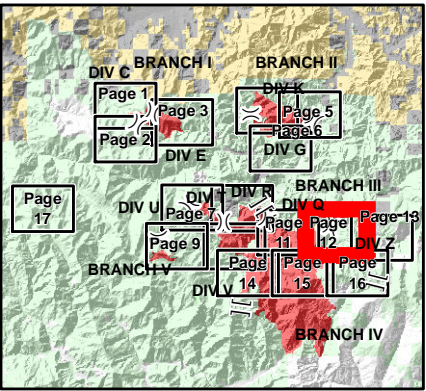 BRANCH I
BRANCH II
DIV C
DIV K
Page 1
Page 3
Page 5
Page 6
Page 2
DIV G
DIV E
BRANCH III
Page
17
DIV R
DIV U
DIV Q
Page 7
Page 13
Page
11
Page
12
Page 9
DIV Z
BRANCH V
Page
14
Page
15
Page
16
DIV V
BRANCH IV